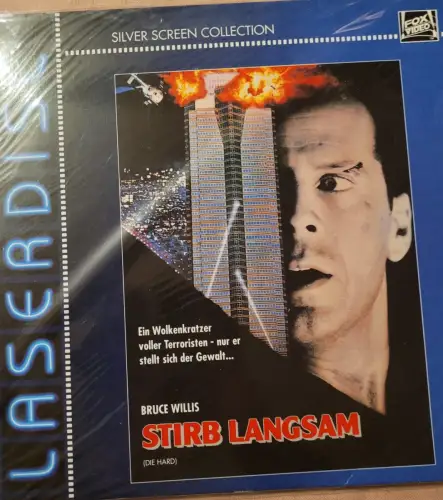 SILVER SCREEN COLLECTION
FOX
VIDEO
LASERDISC
Ein Wolkenkratzer
voller Terroristen - nur er
stellt sich der Gewalt...
BRUCE WILLIS
STIRB LANGSAM
(DIE HARD)